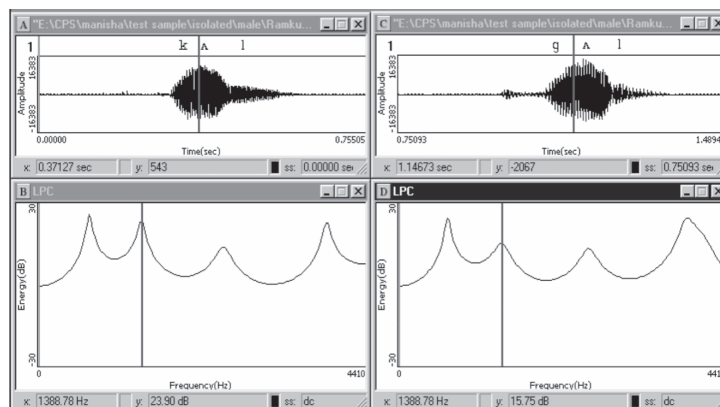 A "E:\CPS\manisha\test sample\isolated\male\Ramku...
1
k ʌ l
16383
Amplitude
-16383
0.00000
0.75505
Time(sec)
x: 0.37127 sec y: 543 ss: 0.00000 se
C "E:\CPS\manisha\test sample\isolated\male\Ramku...
1
g ʌ l
16383
Amplitude
-16383
0.75093
1.4894
Time(sec)
x: 1.14673 sec y: -2067 ss: 0.75093 se
B LPC
30
Energy(dB)
-30
0
4410
Frequency(Hz)
x: 1388.78 Hz y: 23.90 dB ss: dc
D LPC
30
Energy(dB)
-30
0
441
Frequency(Hz)
x: 1388.78 Hz y: 15.75 dB ss: dc